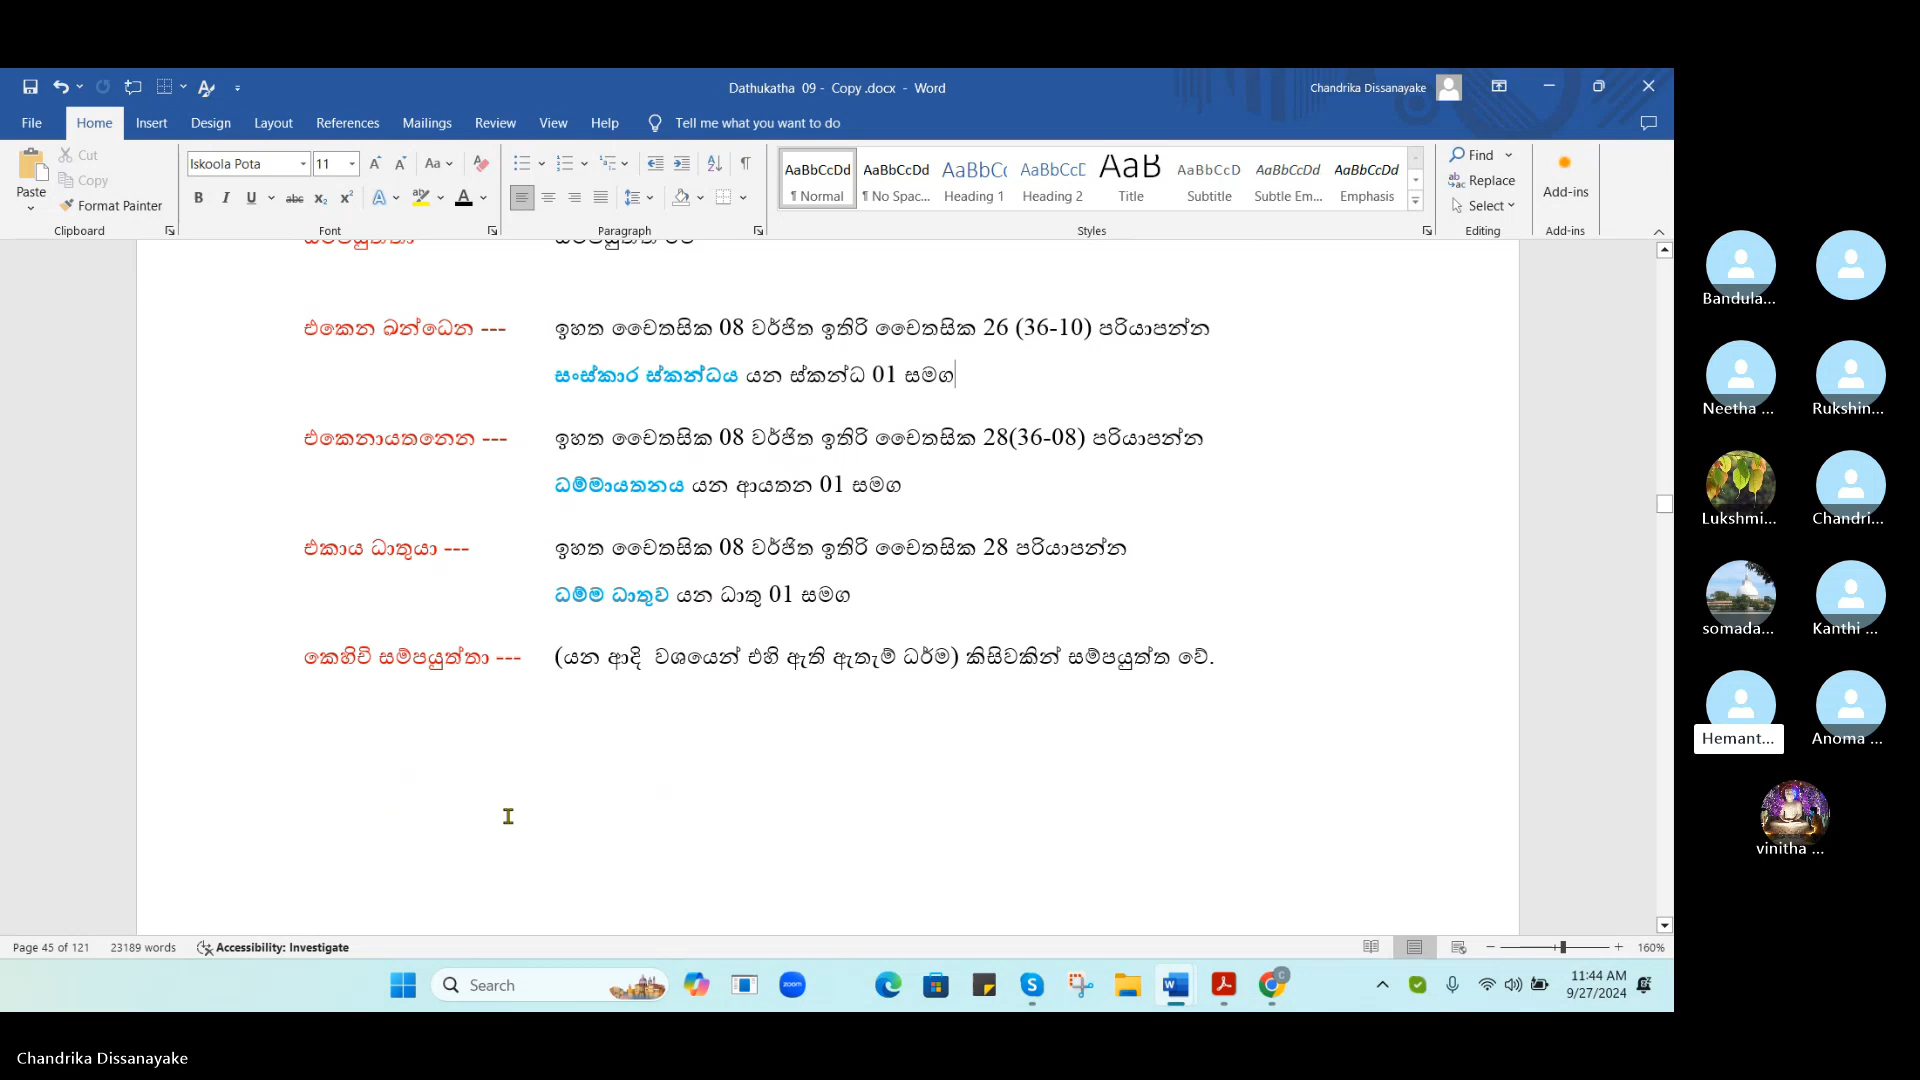 Dathukatha 09 - Copy .docx - Word
Chandrika Dissanayake
File Home Insert Design Layout References Mailings Review View Help Tell me what you want to do
Paste
Cut
Copy
Format Painter
Clipboard
Iskoola Pota 11
Font
Paragraph
AaBbCcDd AaBbCcDd AaBbCc AaBbCcD AaB AaBbCcD AaBbCcDd AaBbCcDd
¶ Normal ¶ No Spac... Heading 1 Heading 2 Title Subtitle Subtle Em... Emphasis
Styles
Find
Replace
Select
Editing
Add-ins
Add-ins
එකෙන ඛන්ධෙන --- ඉහත චෛතසික 08 වර්ජිත ඉතිරි චෛතසික 26 (36-10) පරියාපන්න
සංස්කාර ස්කන්ධය යන ස්කන්ධ 01 සමග
එකෙනායතනෙන --- ඉහත චෛතසික 08 වර්ජිත ඉතිරි චෛතසික 28(36-08) පරියාපන්න
ධම්මායතනය යන ආයතන 01 සමග
එකාය ධාතුයා --- ඉහත චෛතසික 08 වර්ජිත ඉතිරි චෛතසික 28 පරියාපන්න
ධම්ම ධාතුව යන ධාතු 01 සමග
කෙහිචි සම්පයුත්තා --- (යන ආදි වශයෙන් එහි ඇති ඇතැම් ධර්ම) කිසිවකින් සම්පයුත්ත වේ.
Page 45 of 121 23189 words Accessibility: Investigate 160%
Search
zoom
11:44 AM
9/27/2024
Bandula...
Neetha ... Rukshin...
Lukshmi... Chandri...
somada... Kanthi ...
Hemant... Anoma ...
vinitha ...
Chandrika Dissanayake